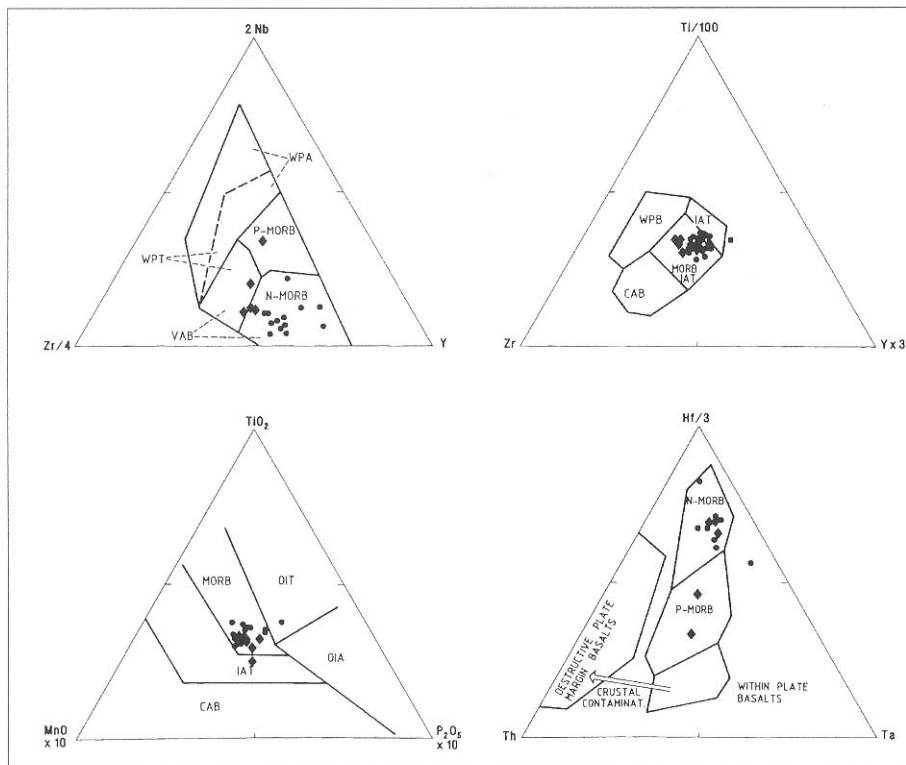 2 Nb
WPA
P-MORB
WPT
N-MORB
VAB
Zr/4
Y
Ti/100
WPB
IAT
MORB
IAT
CAB
Zr
Y x 3
TiO₂
MORB
OIT
OIA
IAT
CAB
MnO
x 10
P₂O₅
x 10
Hf/3
N-MORB
P-MORB
DESTRUCTIVE PLATE
MARGIN BASALTS
CRUSTAL
CONTAMINAT.
WITHIN PLATE
BASALTS
Th
Ta